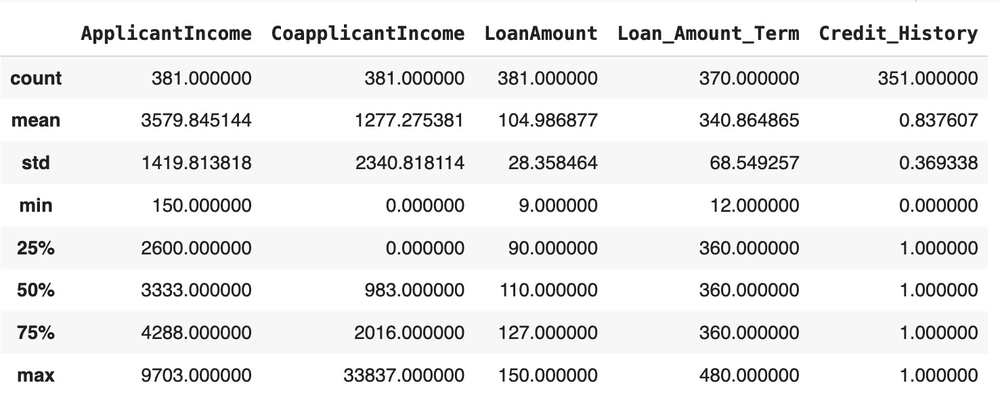 ApplicantIncome CoapplicantIncome LoanAmount Loan_Amount_Term Credit_History
count 381.000000 381.000000 381.000000 370.000000 351.000000
mean 3579.845144 1277.275381 104.986877 340.864865 0.837607
std 1419.813818 2340.818114 28.358464 68.549257 0.369338
min 150.000000 0.000000 9.000000 12.000000 0.000000
25% 2600.000000 0.000000 90.000000 360.000000 1.000000
50% 3333.000000 983.000000 110.000000 360.000000 1.000000
75% 4288.000000 2016.000000 127.000000 360.000000 1.000000
max 9703.000000 33837.000000 150.000000 480.000000 1.000000